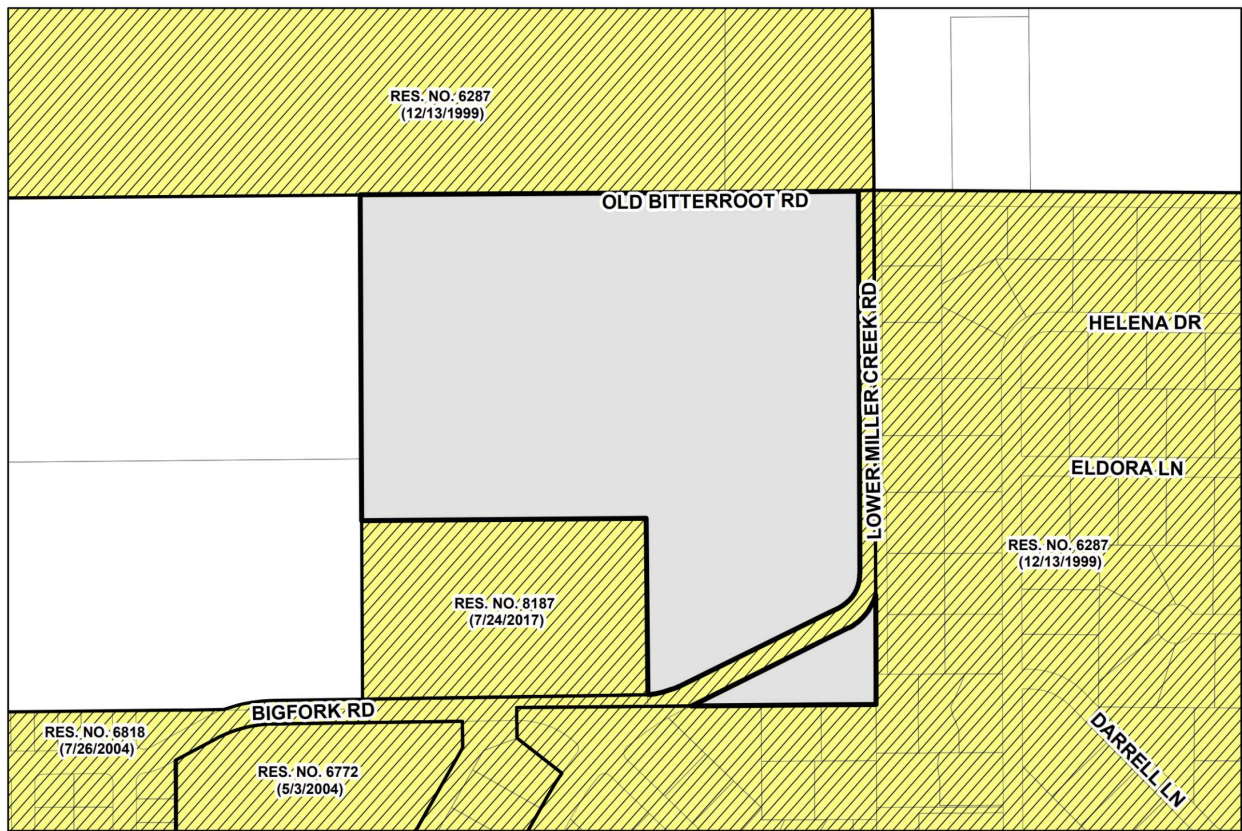 RES. NO. 6287
(12/13/1999)
OLD BITTERROOT RD
LOWER MILLER CREEK RD
HELENA DR
ELDORA LN
RES. NO. 6287
(12/13/1999)
RES. NO. 8187
(7/24/2017)
BIGFORK RD
RES. NO. 6818
(7/26/2004)
RES. NO. 6772
(5/3/2004)
DARRELL LN